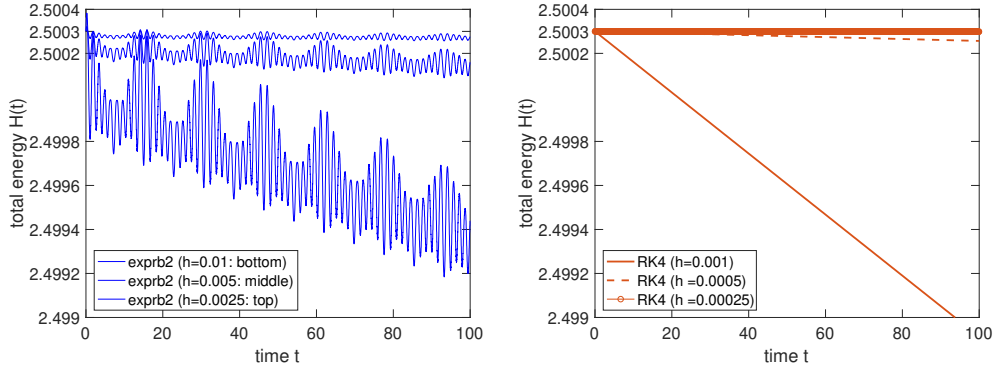 2.5004
2.5003
2.5002
2.4998
2.4996
2.4994
2.4992
2.499
total energy H(t)
exprb2 (h=0.01: bottom)
exprb2 (h=0.005: middle)
exprb2 (h=0.0025: top)
0 20 40 60 80 100
time t
2.5004
2.5003
2.5002
2.4998
2.4996
2.4994
2.4992
2.499
total energy H(t)
RK4 (h=0.001)
RK4 (h =0.0005)
RK4 (h =0.00025)
0 20 40 60 80 100
time t